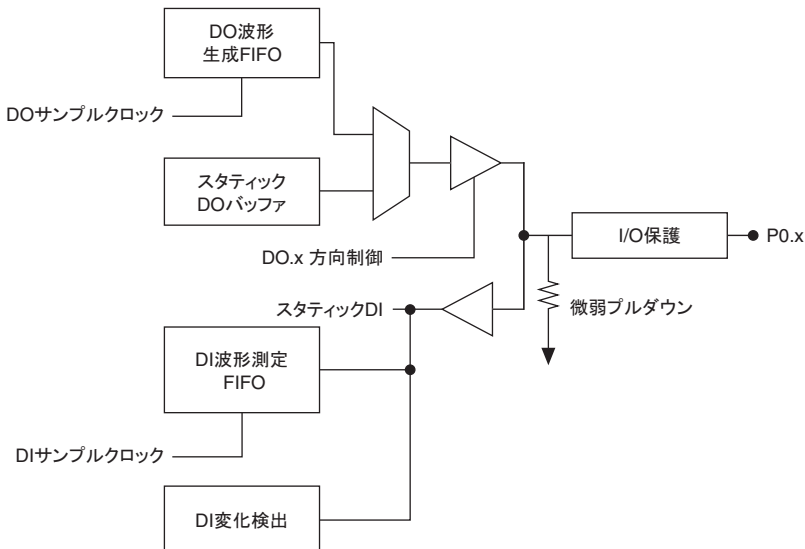 DO波形
生成FIFO
DOサンプルクロック
スタティック
DOバッファ
I/O保護
P0.x
DO.x 方向制御
スタティックDI
微弱プルダウン
DI波形測定
FIFO
DIサンプルクロック
DI変化検出